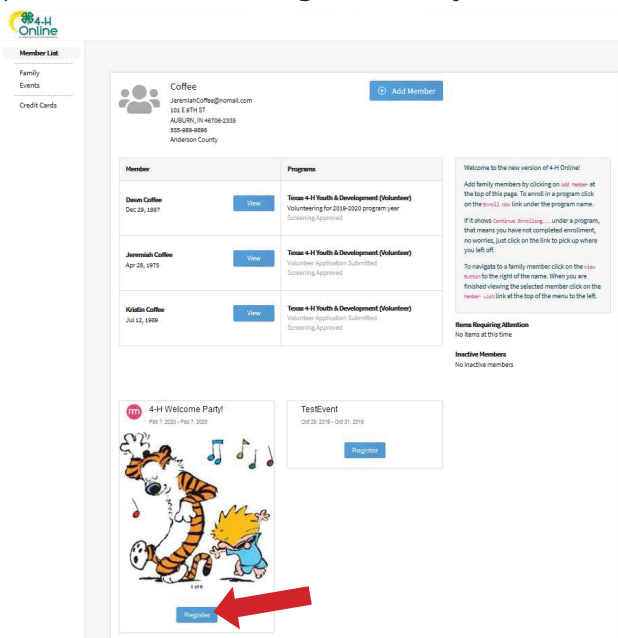 4-H
Online
Member List
Family
Events
Credit Cards
Coffee
JeremiahCoffee@nomail.com
101 E 9TH ST
AUBURN, IN 46706-2335
555-989-9898
Anderson County
Add Member
Member
Programs
Dawn Coffee
Dec 29, 1987
View
Texas 4-H Youth & Development (Volunteer)
Volunteering for 2019-2020 program year
Screening Approved
Jeremiah Coffee
Apr 28, 1975
View
Texas 4-H Youth & Development (Volunteer)
Volunteer Application Submitted
Screening Approved
Kristin Coffee
Jul 12, 1989
View
Texas 4-H Youth & Development (Volunteer)
Volunteer Application Submitted
Screening Approved
Welcome to the new version of 4-H Online!
Add family members by clicking on Add Member at
the top of this page. To enroll in a program click
on the Enroll Now link under the program name.
If it shows Continue Enrolling... under a program,
that means you have not completed enrollment,
no worries, just click on the link to pick up where
you left off.
To navigate to a family member click on the View
Button to the right of the name. When you are
finished viewing the selected member click on the
Member List link at the top of the menu to the left.
Items Requiring Attention
No items at this time
Inactive Members
No inactive members
m
4-H Welcome Party!
Feb 7, 2020 - Feb 7, 2020
Register
TestEvent
Oct 29, 2019 - Oct 31, 2019
Register